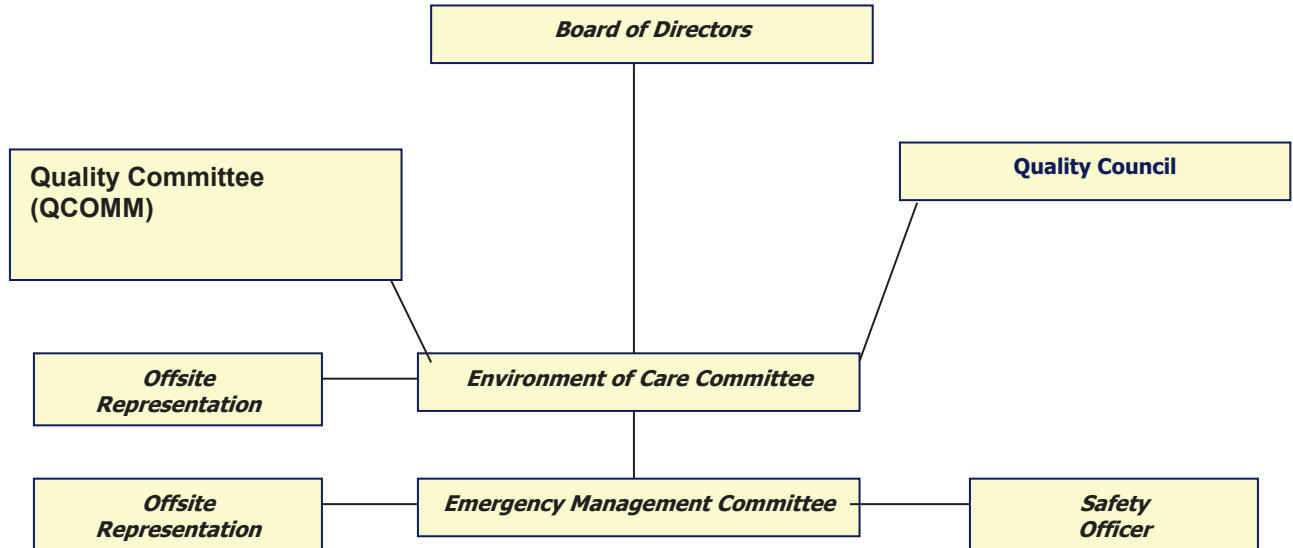 Board of Directors
Quality Committee
(QCOMM)
Quality Council
Offsite
Representation
Environment of Care Committee
Offsite
Representation
Emergency Management Committee
Safety
Officer